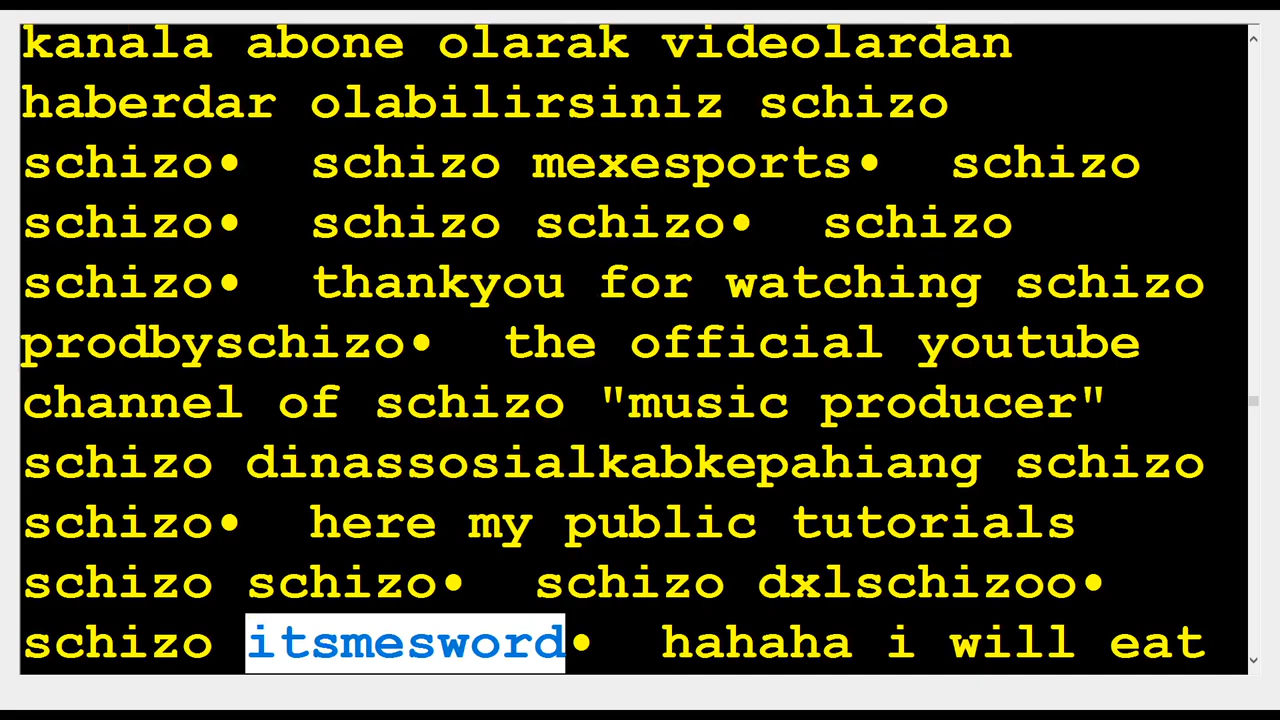 kanala abone olarak videolardan
haberdar olabilirsiniz schizo
schizo•  schizo mexesports•  schizo
schizo•  schizo schizo•  schizo
schizo•  thankyou for watching schizo
prodbyschizo•  the official youtube
channel of schizo "music producer"
schizo dinassosialkabkepahiang schizo
schizo•  here my public tutorials
schizo schizo•  schizo dxlschizoo•
schizo itsmesword•  hahaha i will eat